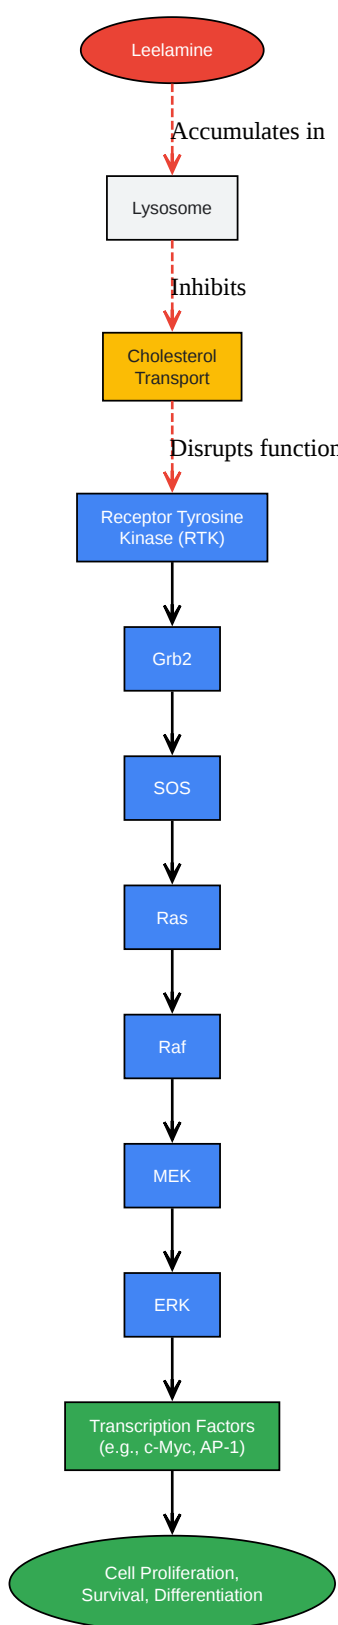 Leelamine
Accumulates in
Lysosome
Inhibits
Cholesterol
Transport
Disrupts function
Receptor Tyrosine
Kinase (RTK)
Grb2
SOS
Ras
Raf
MEK
ERK
Transcription Factors
(e.g., c-Myc, AP-1)
Cell Proliferation,
Survival, Differentiation